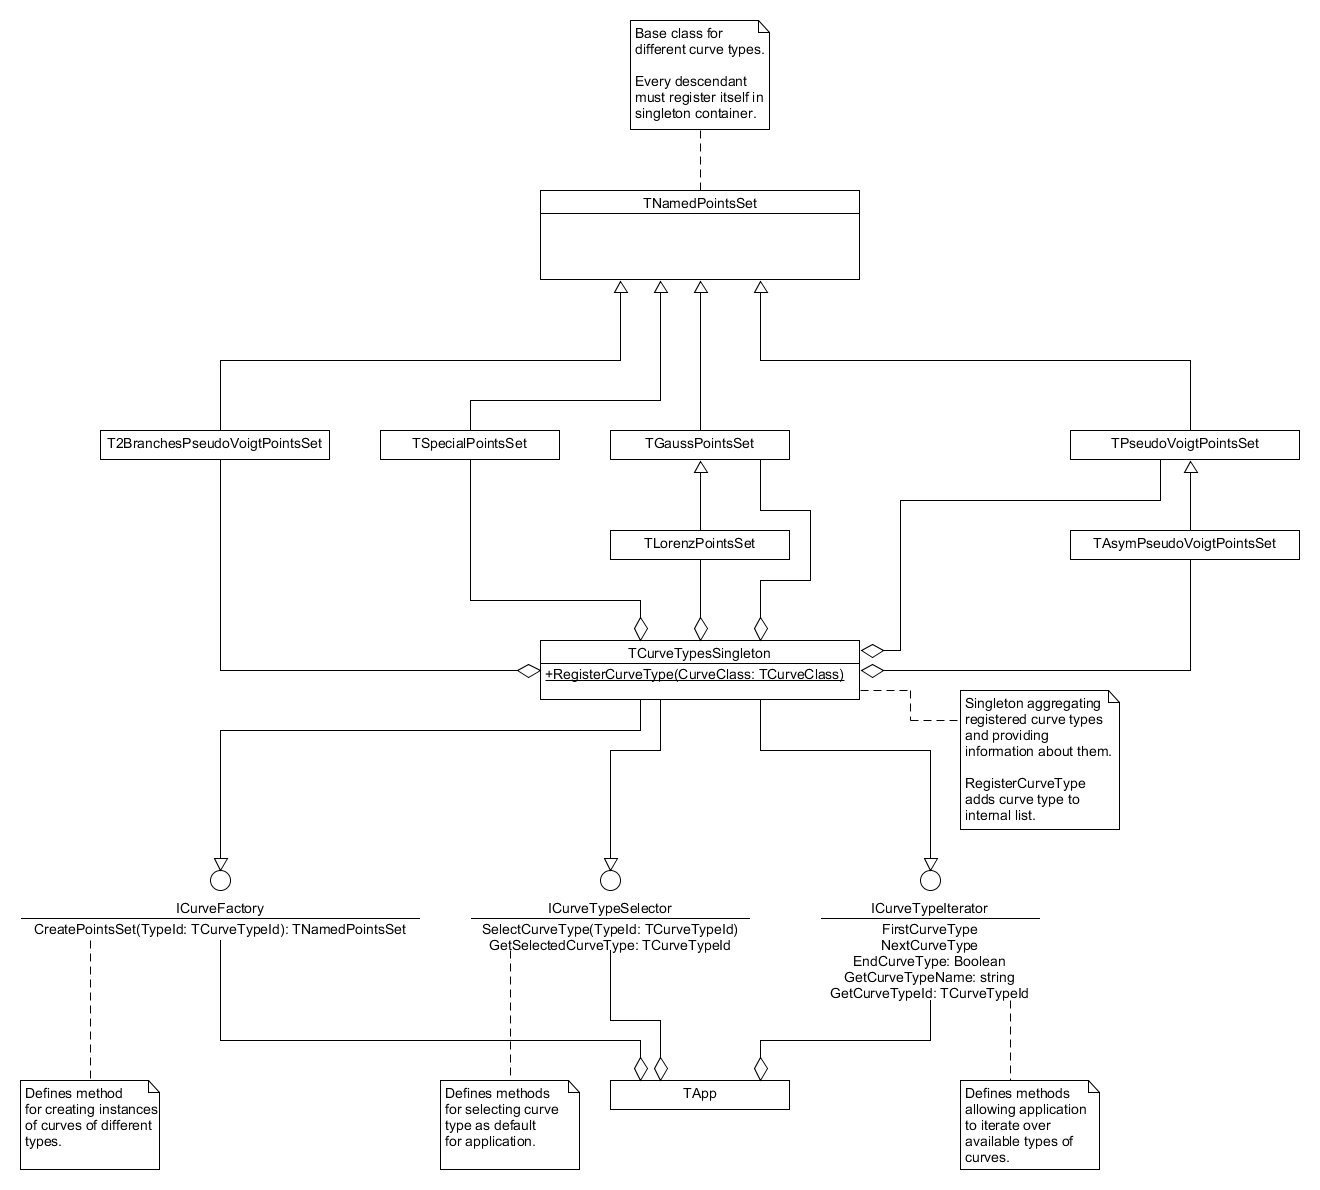 Base class for
different curve types.
Every descendant
must register itself in
singleton container.
TNamedPointsSet
T2BranchesPseudoVoigtPointsSet
TSpecialPointsSet
TGaussPointsSet
TPseudoVoigtPointsSet
TLorenzPointsSet
TAsymPseudoVoigtPointsSet
TCurveTypesSingleton
+RegisterCurveType(CurveClass: TCurveClass)
Singleton aggregating
registered curve types
and providing
information about them.
RegisterCurveType
adds curve type to
internal list.
ICurveFactory
CreatePointsSet(TypeId: TCurveTypeId): TNamedPointsSet
ICurveTypeSelector
SelectCurveType(TypeId: TCurveTypeId)
GetSelectedCurveType: TCurveTypeId
ICurveTypeIterator
FirstCurveType
NextCurveType
EndCurveType: Boolean
GetCurveTypeName: string
GetCurveTypeId: TCurveTypeId
Defines method
for creating instances
of curves of different
types.
Defines methods
for selecting curve
type as default
for application.
TApp
Defines methods
allowing application
to iterate over
available types of
curves.